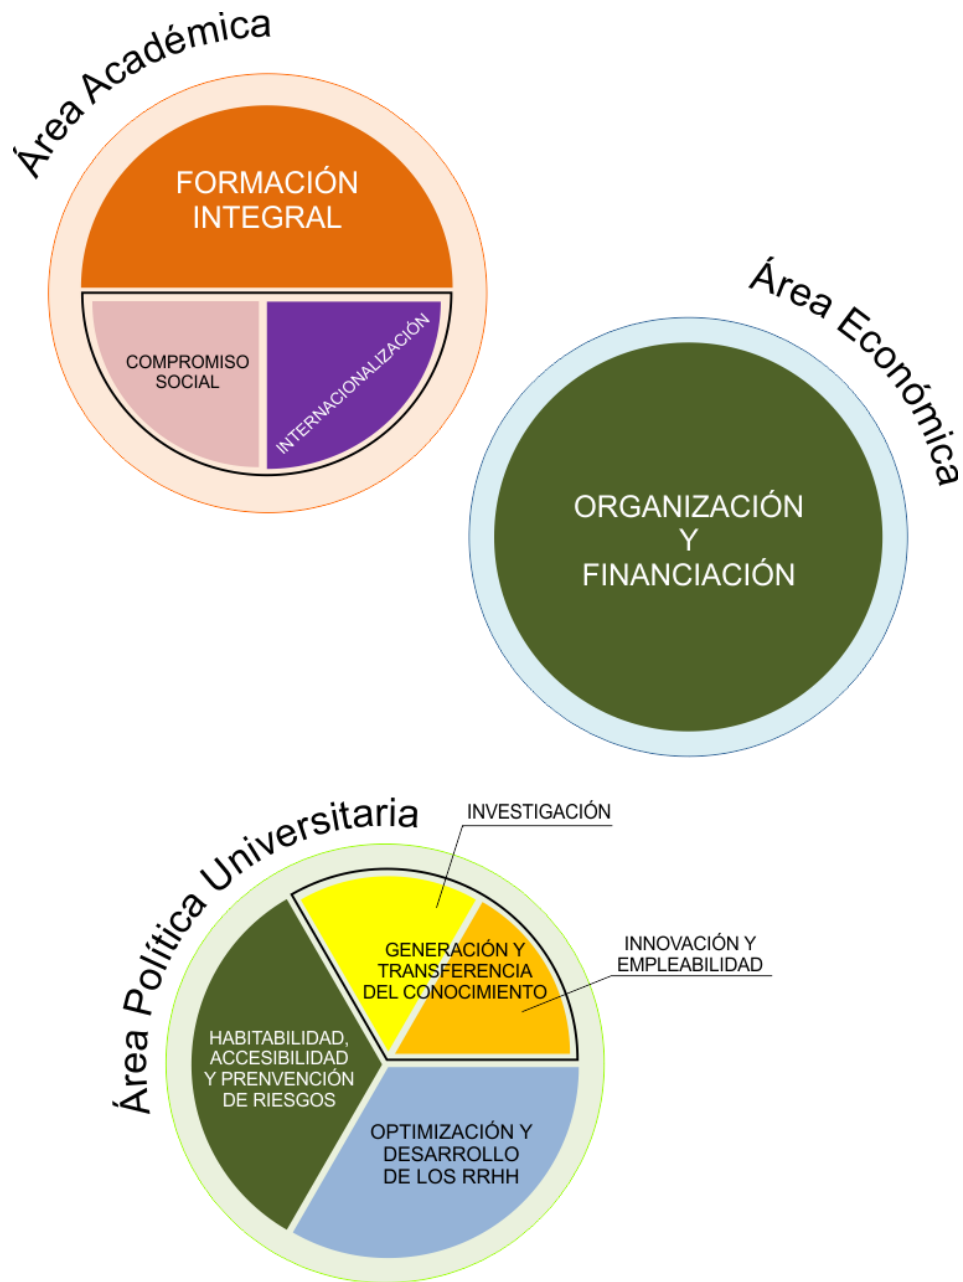 Área Académica
FORMACIÓN
INTEGRAL
COMPROMISO
SOCIAL
INTERNACIONALIZACIÓN
Área Económica
ORGANIZACIÓN
Y
FINANCIACIÓN
Área Política Universitaria
INVESTIGACIÓN
GENERACIÓN Y
TRANSFERENCIA
DEL CONOCIMIENTO
INNOVACIÓN Y
EMPLEABILIDAD
HABITABILIDAD,
ACCESIBILIDAD
Y PRENVENCIÓN
DE RIESGOS
OPTIMIZACIÓN Y
DESARROLLO
DE LOS RRHH